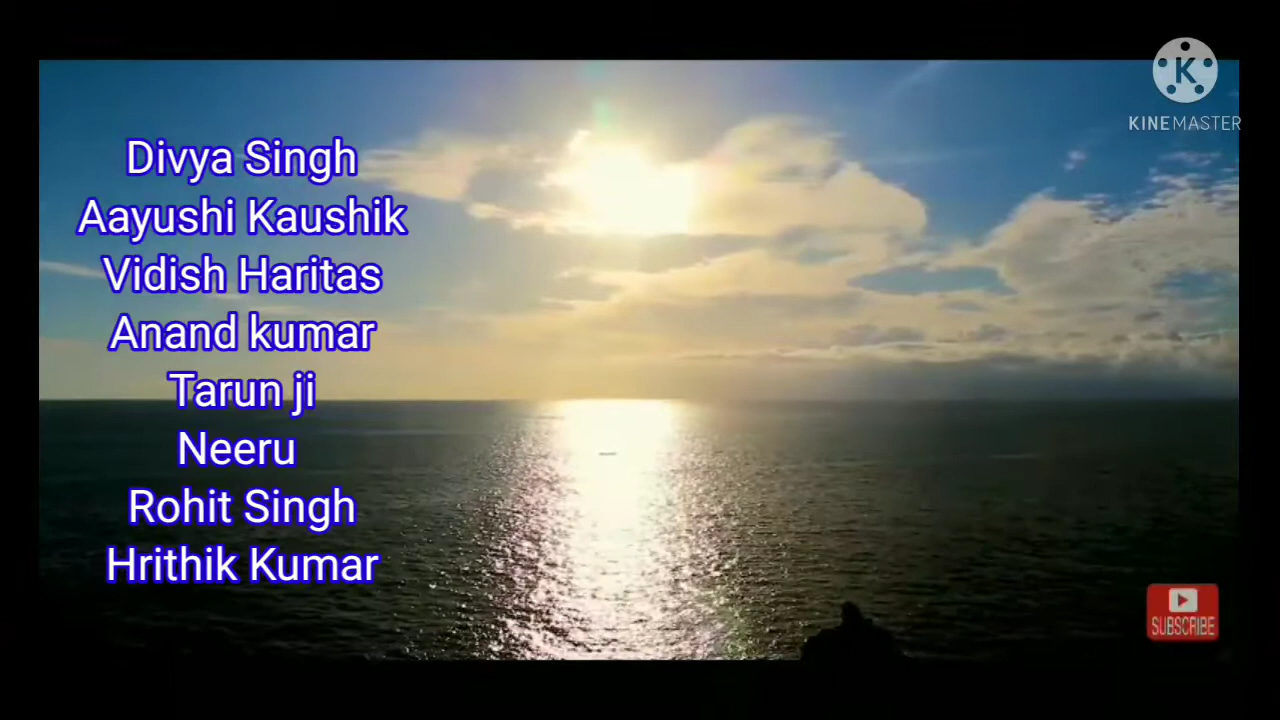 K
KINEMASTER
Divya Singh
Aayushi Kaushik
Vidish Haritas
Anand kumar
Tarun ji
Neeru
Rohit Singh
Hrithik Kumar
SUBSCRIBE